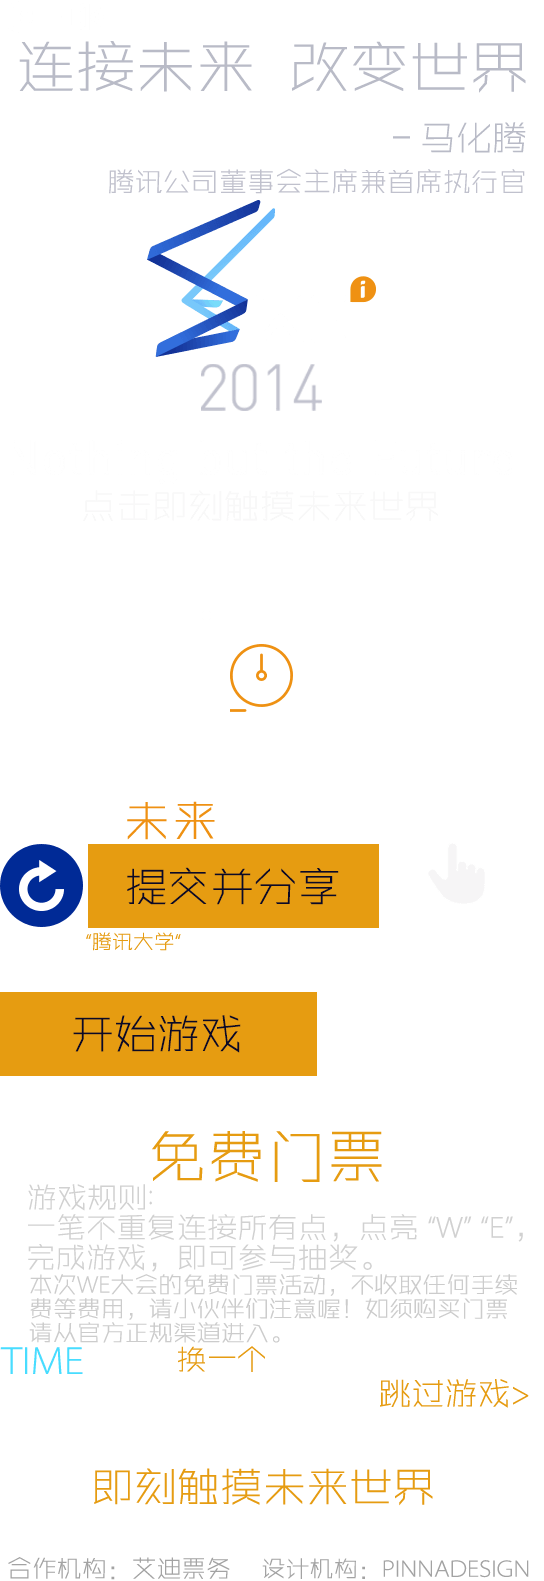 连接未来 改变世界
– 马化腾
腾讯公司董事会主席兼首席执行官
2014
点击即刻触摸未来世界
未来
提交并分享
“腾讯大学”
开始游戏
免费门票
游戏规则:
一笔不重复连接所有点，点亮 “W” “E”，
完成游戏，即可参与抽奖。
本次WE大会的免费门票活动，不收取任何手续
费等费用，请小伙伴们注意喔！如须购买门票
请从官方正规渠道进入。
TIME
换一个
跳过游戏>
即刻触摸未来世界
合作机构：艾迪票务 设计机构：PINNADESIGN